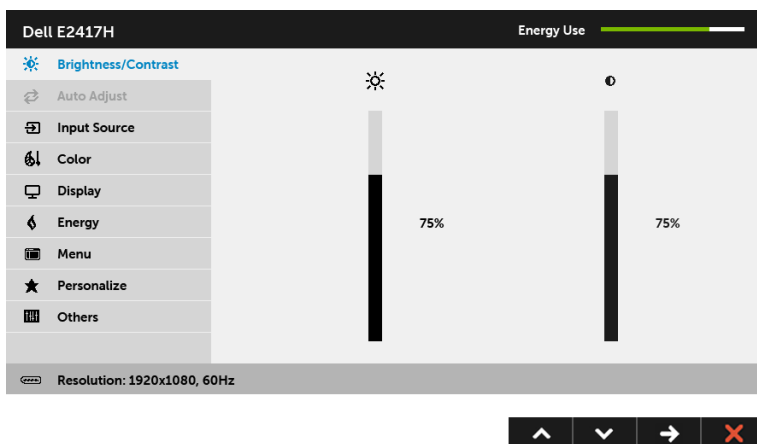 Dell E2417H
Energy Use
Brightness/Contrast
Auto Adjust
Input Source
Color
Display
Energy
75%
75%
Menu
Personalize
Others
Resolution: 1920x1080, 60Hz